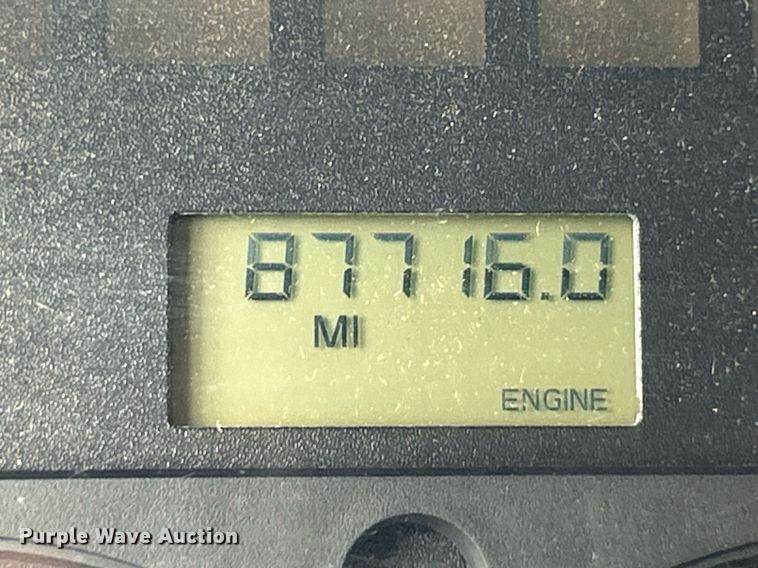 87716.0
MI
ENGINE
Purple Wave Auction